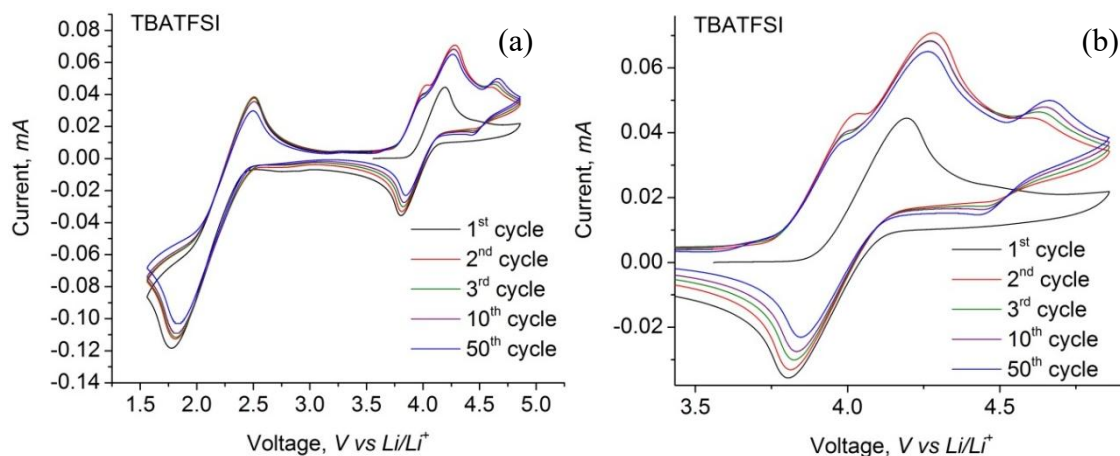 TBATFSI
(a)
0.08
0.06
0.04
0.02
0.00
-0.02
-0.04
-0.06
-0.08
-0.10
-0.12
-0.14
Current, mA
1st cycle
2nd cycle
3rd cycle
10th cycle
50th cycle
1.5 2.0 2.5 3.0 3.5 4.0 4.5 5.0
Voltage, V vs Li/Li+
TBATFSI
(b)
0.06
0.04
0.02
0.00
-0.02
Current, mA
1st cycle
2nd cycle
3rd cycle
10th cycle
50th cycle
3.5 4.0 4.5
Voltage, V vs Li/Li+